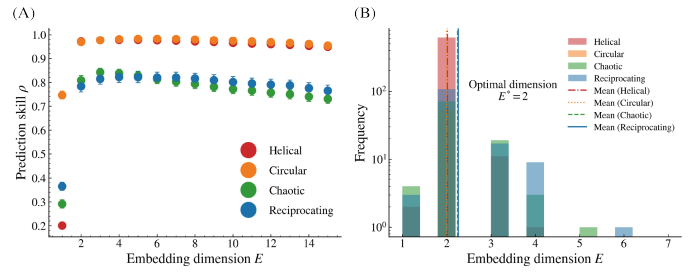 (A)
1.0
0.9
0.8
0.7
0.6
0.5
0.4
0.3
0.2
Prediction skill ρ
2 4 6 8 10 12 14
Embedding dimension E
Helical
Circular
Chaotic
Reciprocating
(B)
Frequency
10²
10¹
10⁰
1 2 3 4 5 6 7
Embedding dimension E
Optimal dimension
E* = 2
Helical
Circular
Chaotic
Reciprocating
Mean (Helical)
Mean (Circular)
Mean (Chaotic)
Mean (Reciprocating)